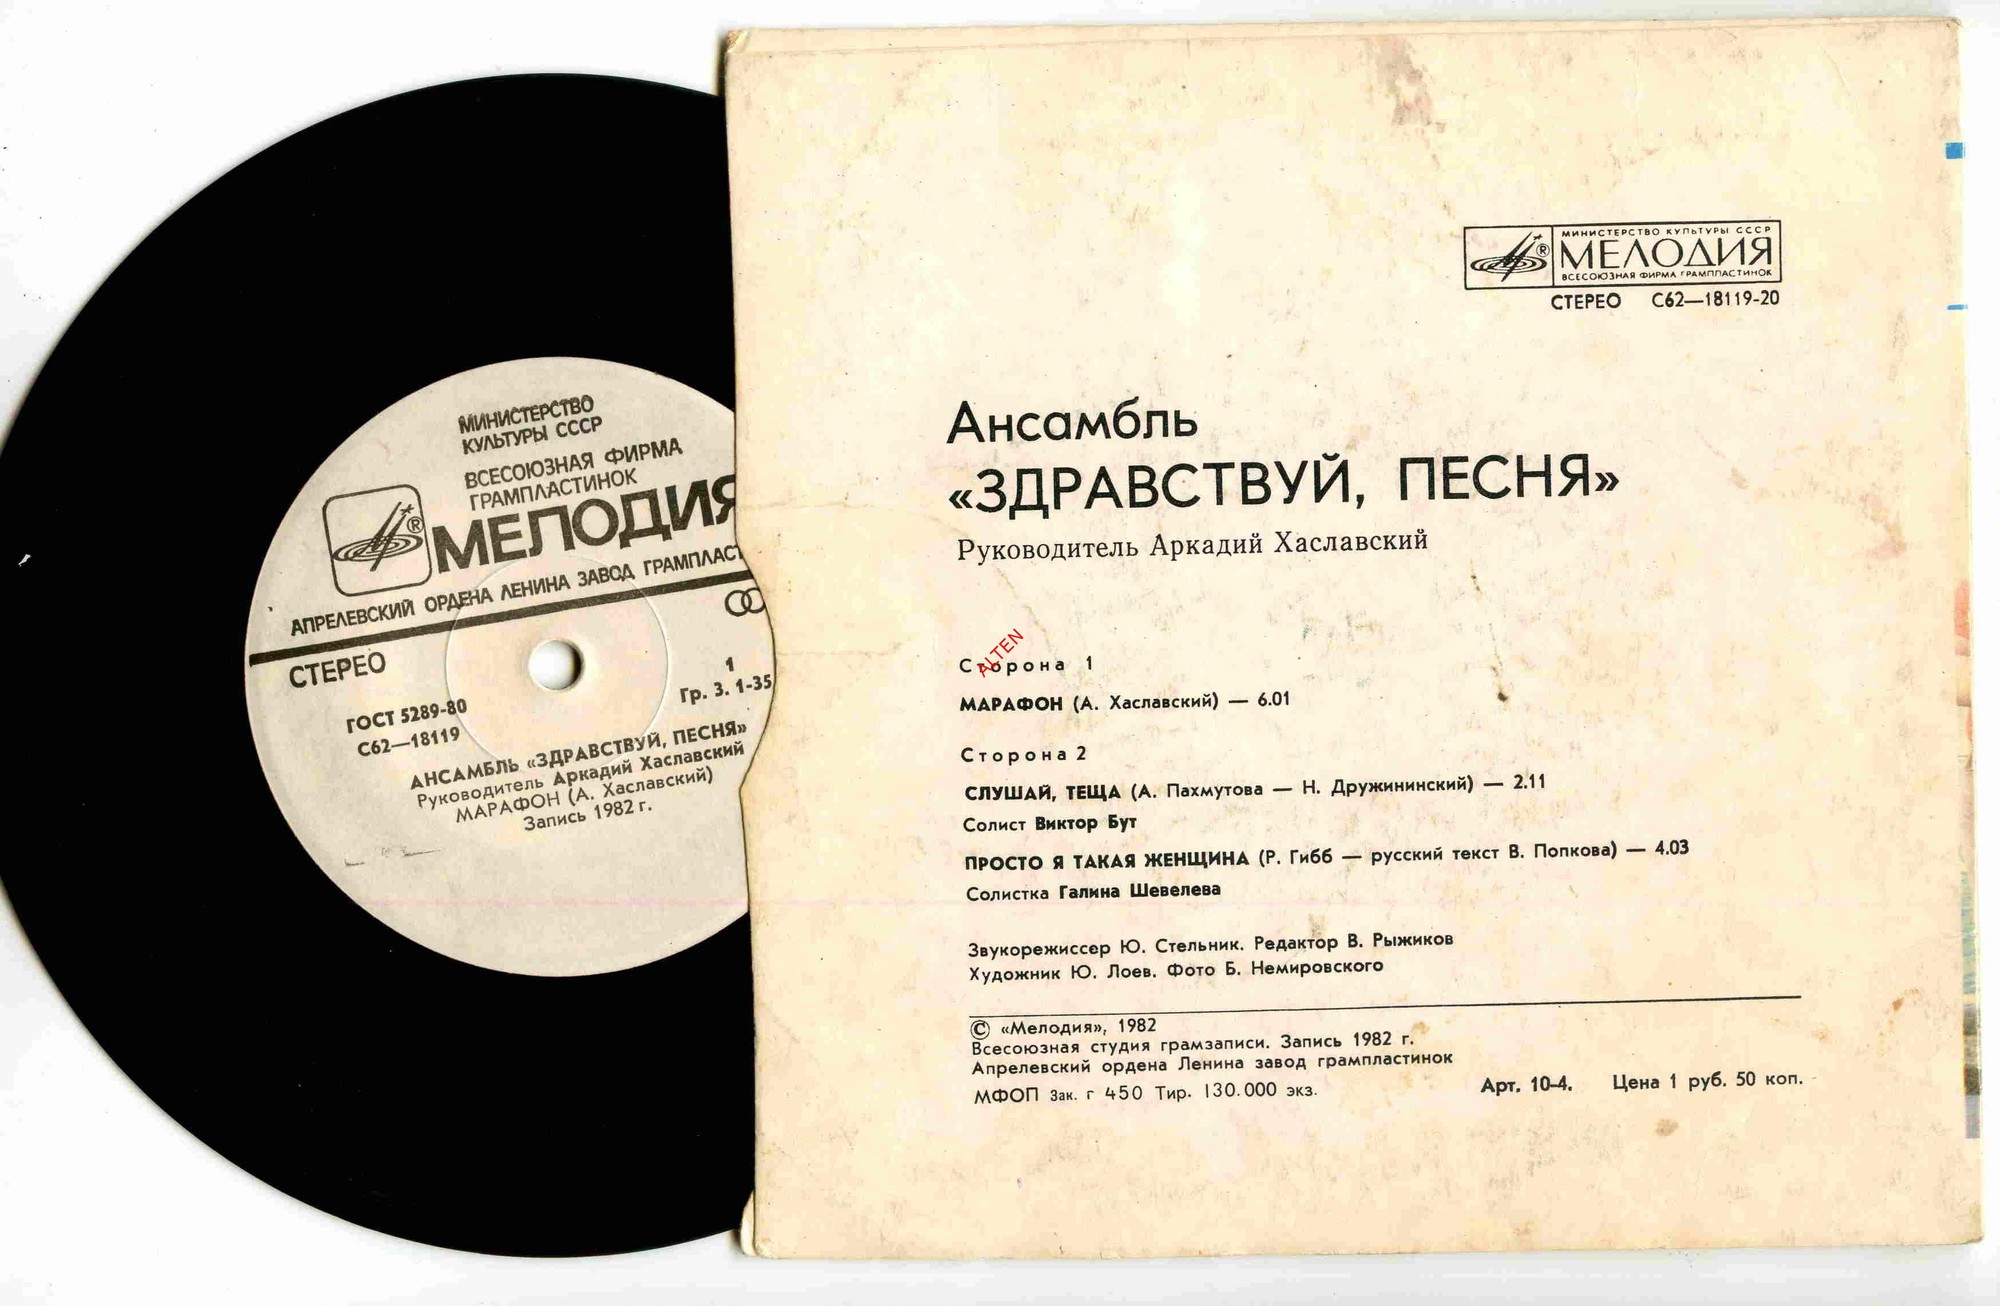 МИНИСТЕРСТВО
КУЛЬТУРЫ СССР
ВСЕСОЮЗНАЯ ФИРМА
ГРАМПЛАСТИНОК
МЕЛОДИЯ
АПРЕЛЕВСКИЙ ОРДЕНА ЛЕНИНА ЗАВОД ГРАМПЛАСТ
СТЕРЕО
1
Гр. 3. 1-35
ГОСТ 5289-80
С62—18119
АНСАМБЛЬ «ЗДРАВСТВУЙ, ПЕСНЯ»
Руководитель Аркадий Хаславский
МАРАФОН (А. Хаславский)
Запись 1982 г.
МИНИСТЕРСТВО КУЛЬТУРЫ СССР
МЕЛОДИЯ
ВСЕСОЮЗНАЯ ФИРМА ГРАМПЛАСТИНОК
СТЕРЕО С62—18119-20
Ансамбль
«ЗДРАВСТВУЙ, ПЕСНЯ»
Руководитель Аркадий Хаславский
ALTEN
Сторона 1
МАРАФОН (А. Хаславский) — 6.01
Сторона 2
СЛУШАЙ, ТЕЩА (А. Пахмутова — Н. Дружининский) — 2.11
Солист Виктор Бут
ПРОСТО Я ТАКАЯ ЖЕНЩИНА (Р. Гибб — русский текст В. Попкова) — 4.03
Солистка Галина Шевелева
Звукорежиссер Ю. Стельник. Редактор В. Рыжиков
Художник Ю. Лоев. Фото Б. Немировского
© «Мелодия», 1982
Всесоюзная студия грамзаписи. Запись 1982 г.
Апрелевский ордена Ленина завод грампластинок
МФОП Зак. г 450 Тир. 130.000 экз.
Арт. 10-4. Цена 1 руб. 50 коп.